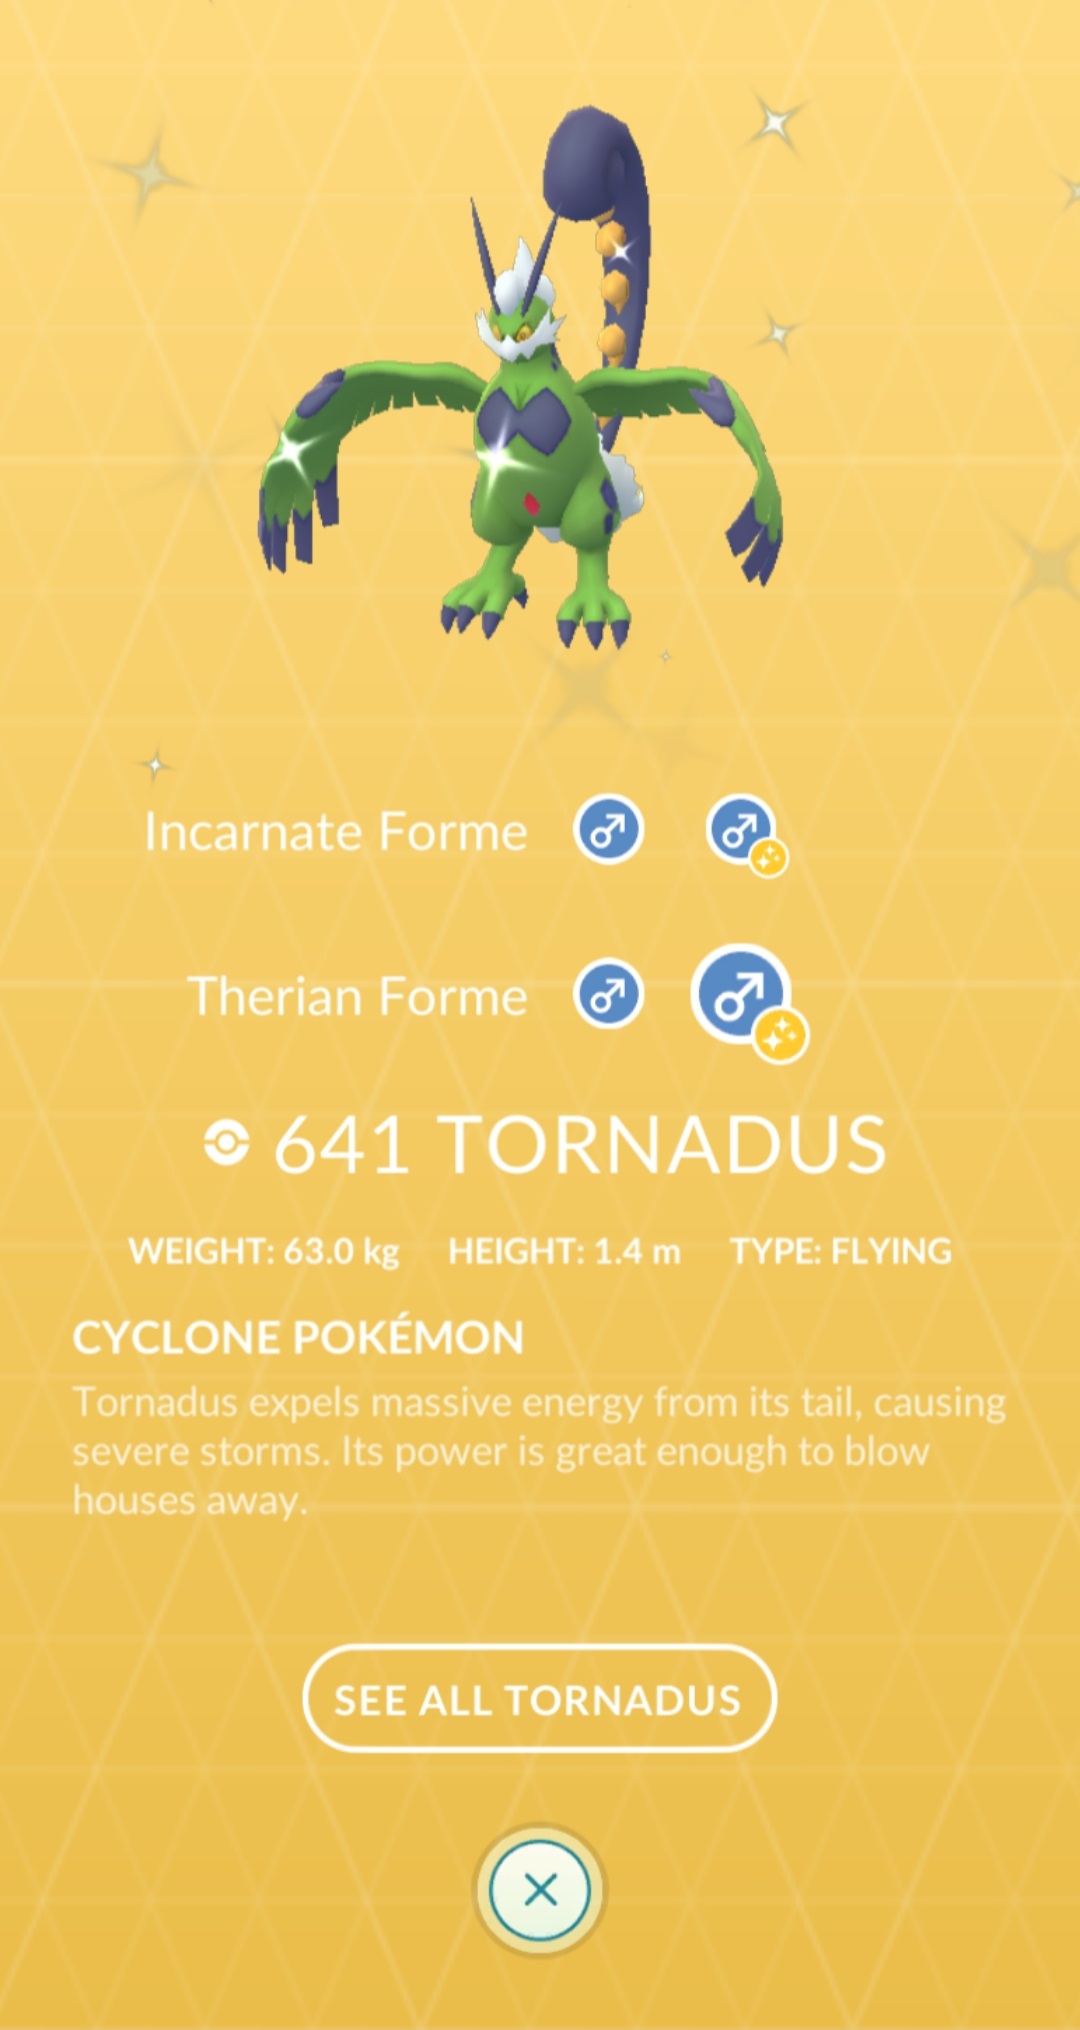 Incarnate Forme
Therian Forme
641 TORNADUS
WEIGHT: 63.0 kg HEIGHT: 1.4 m TYPE: FLYING
CYCLONE POKÉMON
Tornadus expels massive energy from its tail, causing
severe storms. Its power is great enough to blow
houses away.
SEE ALL TORNADUS